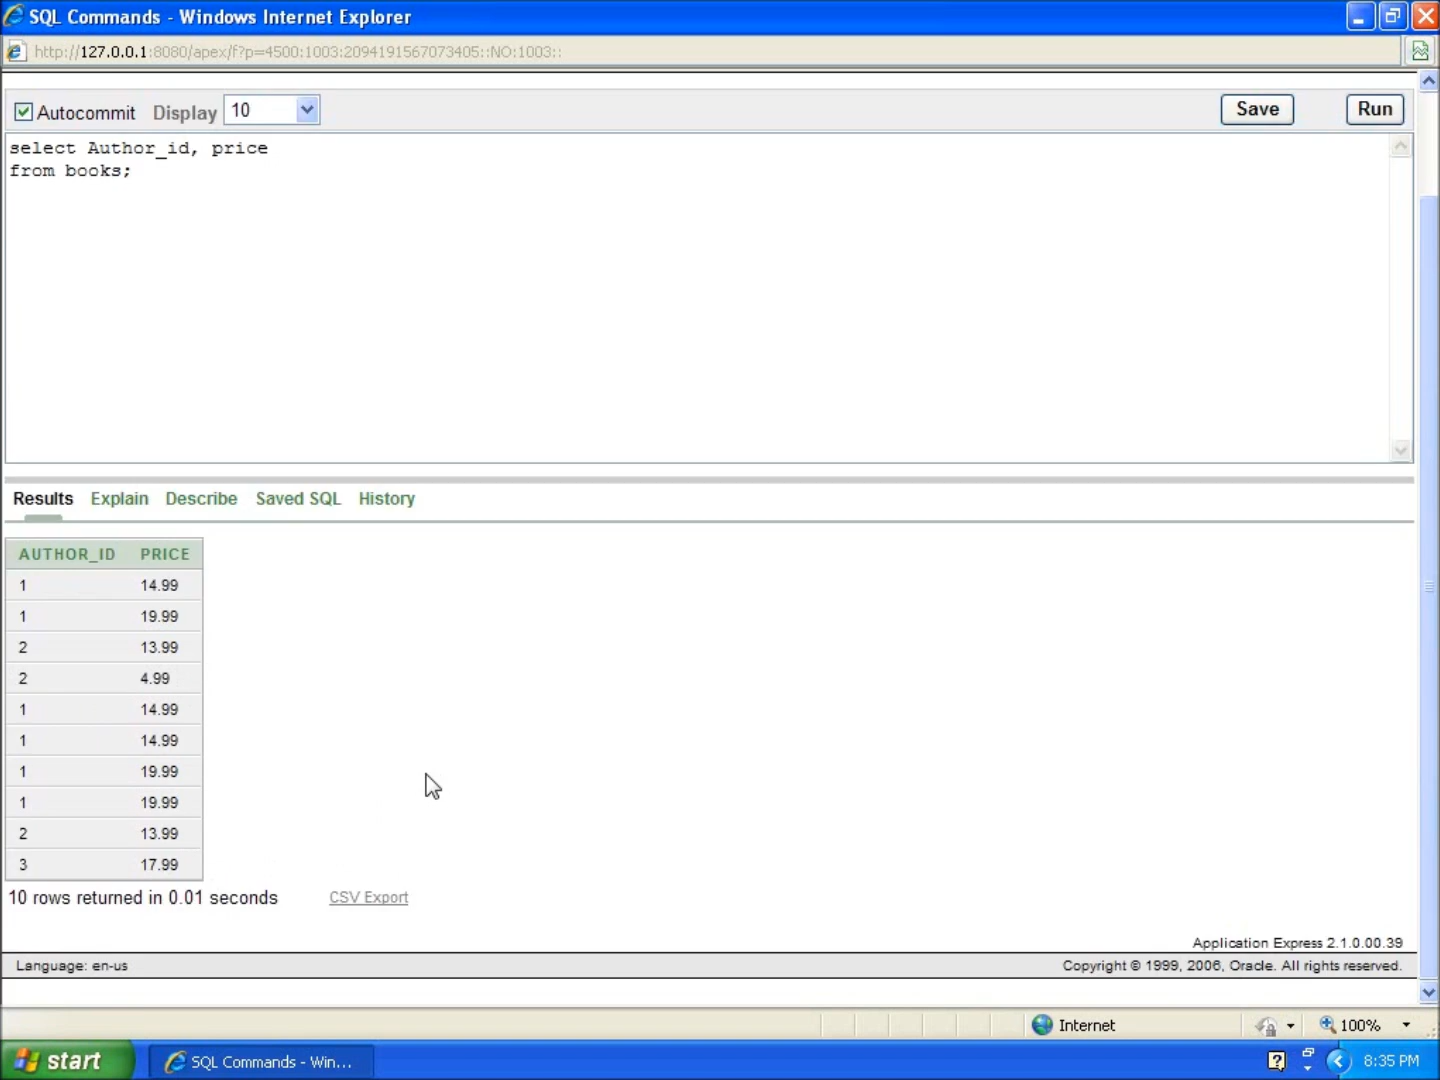 SQL Commands - Windows Internet Explorer
http://127.0.0.1:8080/apex/f?p=4500:1003:2094191567073405::NO:1003::
Autocommit Display 10 Save Run
select Author_id, price
from books;
Results Explain Describe Saved SQL History
AUTHOR_ID PRICE
1 14.99
1 19.99
2 13.99
2 4.99
1 14.99
1 14.99
1 19.99
1 19.99
2 13.99
3 17.99
10 rows returned in 0.01 seconds CSV Export
Application Express 2.1.0.00.39
Language: en-us Copyright © 1999, 2006, Oracle. All rights reserved.
Internet 100%
start SQL Commands - Win... 8:35 PM